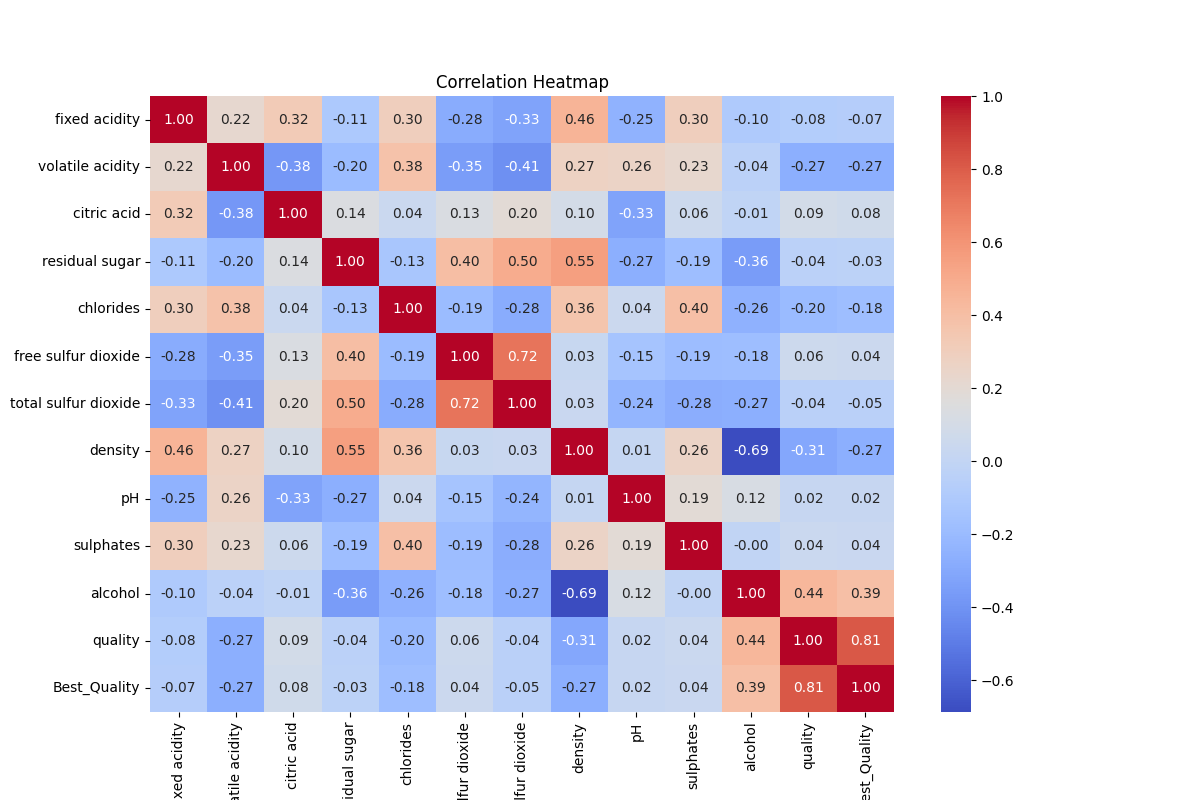 Correlation Heatmap
fixed acidity 1.00 0.22 0.32 -0.11 0.30 -0.28 -0.33 0.46 -0.25 0.30 -0.10 -0.08 -0.07
volatile acidity 0.22 1.00 -0.38 -0.20 0.38 -0.35 -0.41 0.27 0.26 0.23 -0.04 -0.27 -0.27
citric acid 0.32 -0.38 1.00 0.14 0.04 0.13 0.20 0.10 -0.33 0.06 -0.01 0.09 0.08
residual sugar -0.11 -0.20 0.14 1.00 -0.13 0.40 0.50 0.55 -0.27 -0.19 -0.36 -0.04 -0.03
chlorides 0.30 0.38 0.04 -0.13 1.00 -0.19 -0.28 0.36 0.04 0.40 -0.26 -0.20 -0.18
free sulfur dioxide -0.28 -0.35 0.13 0.40 -0.19 1.00 0.72 0.03 -0.15 -0.19 -0.18 0.06 0.04
total sulfur dioxide -0.33 -0.41 0.20 0.50 -0.28 0.72 1.00 0.03 -0.24 -0.28 -0.27 -0.04 -0.05
density 0.46 0.27 0.10 0.55 0.36 0.03 0.03 1.00 0.01 0.26 -0.69 -0.31 -0.27
pH -0.25 0.26 -0.33 -0.27 0.04 -0.15 -0.24 0.01 1.00 0.19 0.12 0.02 0.02
sulphates 0.30 0.23 0.06 -0.19 0.40 -0.19 -0.28 0.26 0.19 1.00 -0.00 0.04 0.04
alcohol -0.10 -0.04 -0.01 -0.36 -0.26 -0.18 -0.27 -0.69 0.12 -0.00 1.00 0.44 0.39
quality -0.08 -0.27 0.09 -0.04 -0.20 0.06 -0.04 -0.31 0.02 0.04 0.44 1.00 0.81
Best_Quality -0.07 -0.27 0.08 -0.03 -0.18 0.04 -0.05 -0.27 0.02 0.04 0.39 0.81 1.00
xed acidity
atile acidity
citric acid
idual sugar
chlorides
lfur dioxide
lfur dioxide
density
pH
sulphates
alcohol
quality
est_Quality
1.0
0.8
0.6
0.4
0.2
0.0
−0.2
−0.4
−0.6